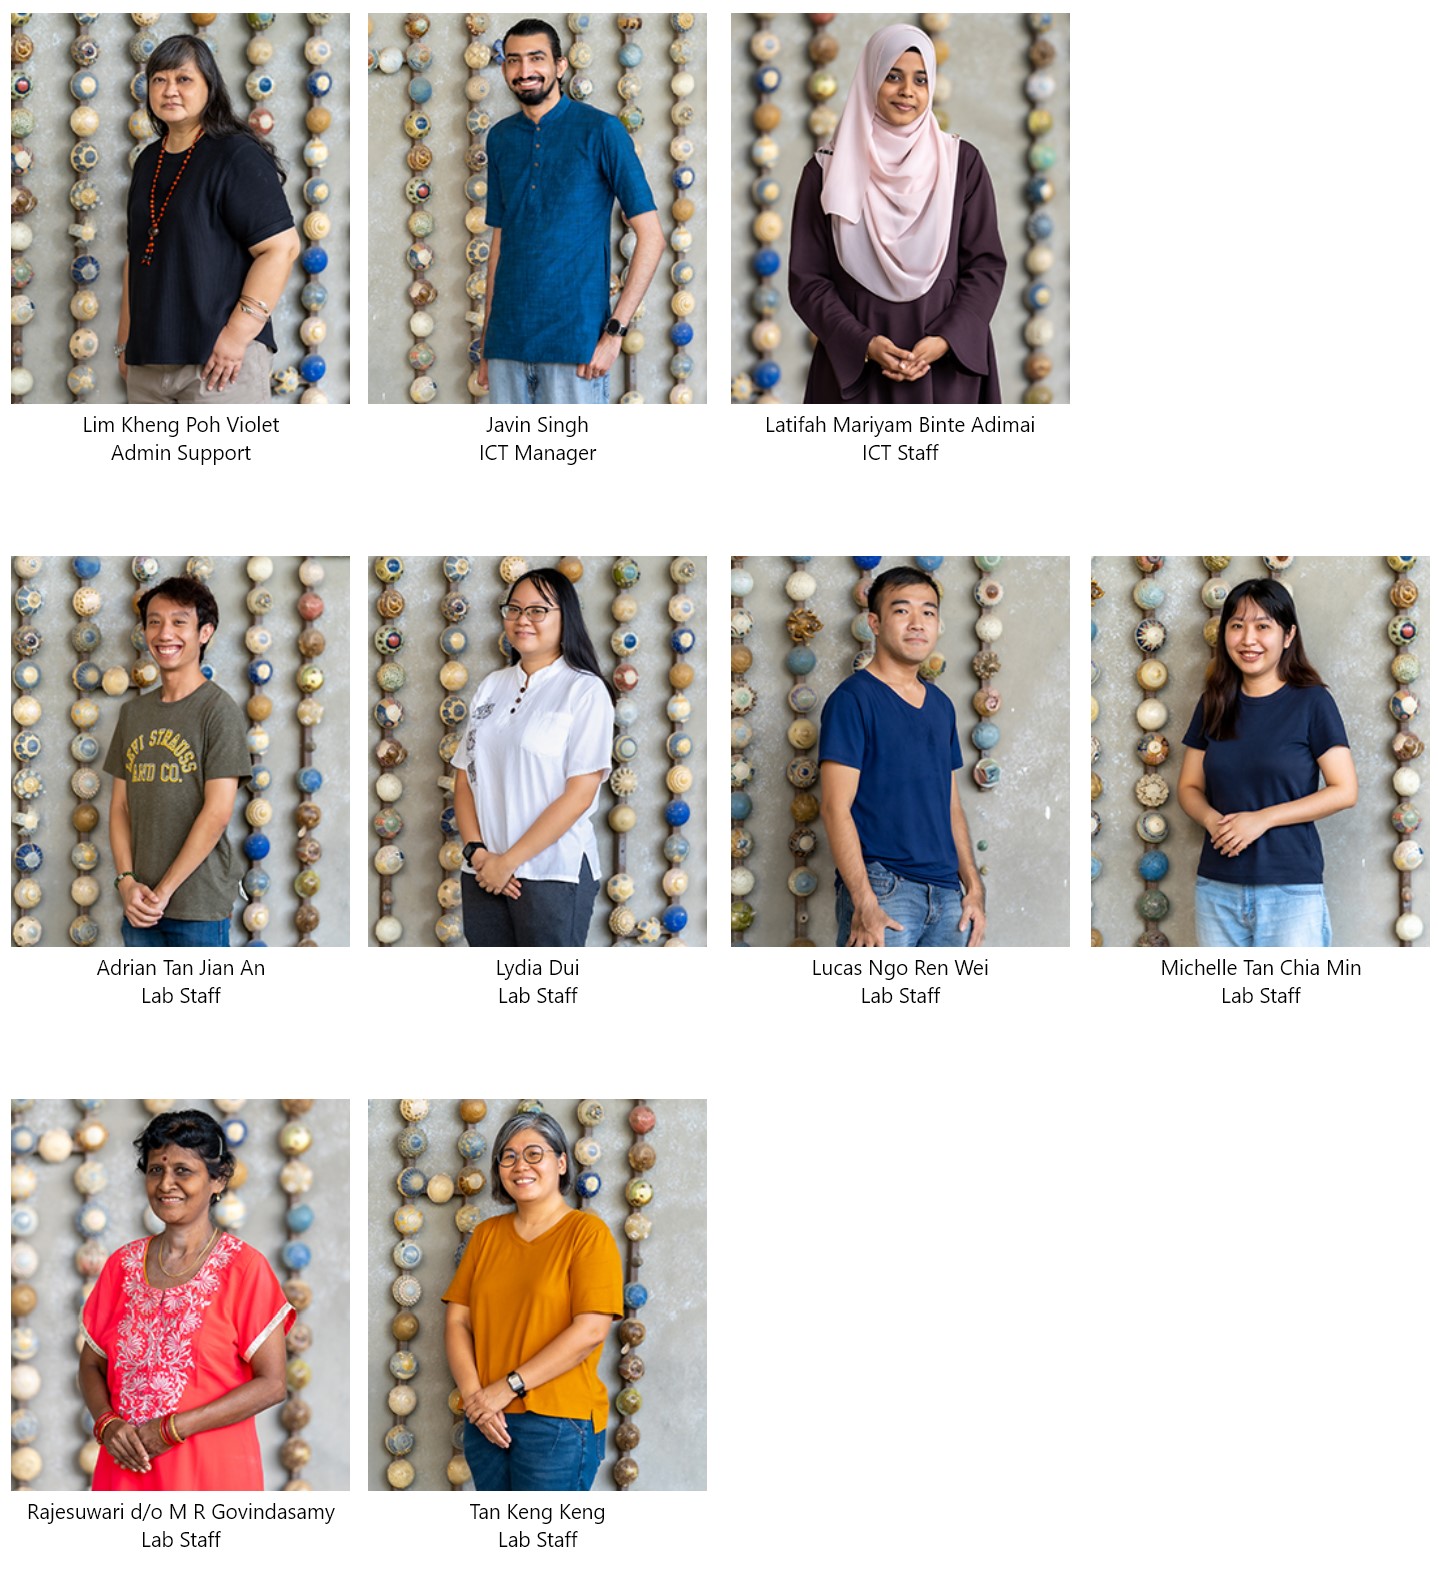 Lim Kheng Poh Violet
Admin Support
Javin Singh
ICT Manager
Latifah Mariyam Binte Adimai
ICT Staff
LEVI STRAUSS
AND CO.
Adrian Tan Jian An
Lab Staff
Lydia Dui
Lab Staff
Lucas Ngo Ren Wei
Lab Staff
Michelle Tan Chia Min
Lab Staff
Rajesuwari d/o M R Govindasamy
Lab Staff
Tan Keng Keng
Lab Staff